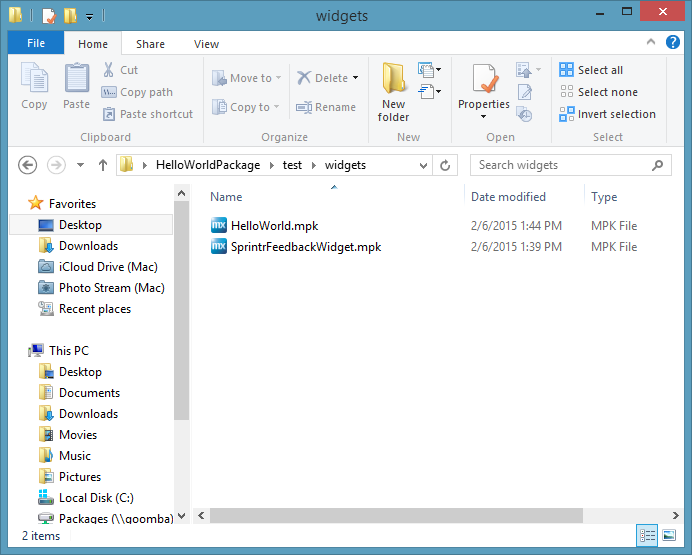 widgets
File Home Share View
Copy Paste Cut Copy path Paste shortcut Clipboard
Move to Copy to Delete Rename Organize
New folder New
Properties Open
Select all Select none Invert selection Select
HelloWorldPackage test widgets Search widgets
Favorites
Desktop
Downloads
iCloud Drive (Mac)
Photo Stream (Mac)
Recent places
This PC
Desktop
Documents
Downloads
Movies
Music
Pictures
Local Disk (C:)
Packages (\\goomba)
Name Date modified Type
mx HelloWorld.mpk 2/6/2015 1:44 PM MPK File
mx SprintrFeedbackWidget.mpk 2/6/2015 1:39 PM MPK File
2 items